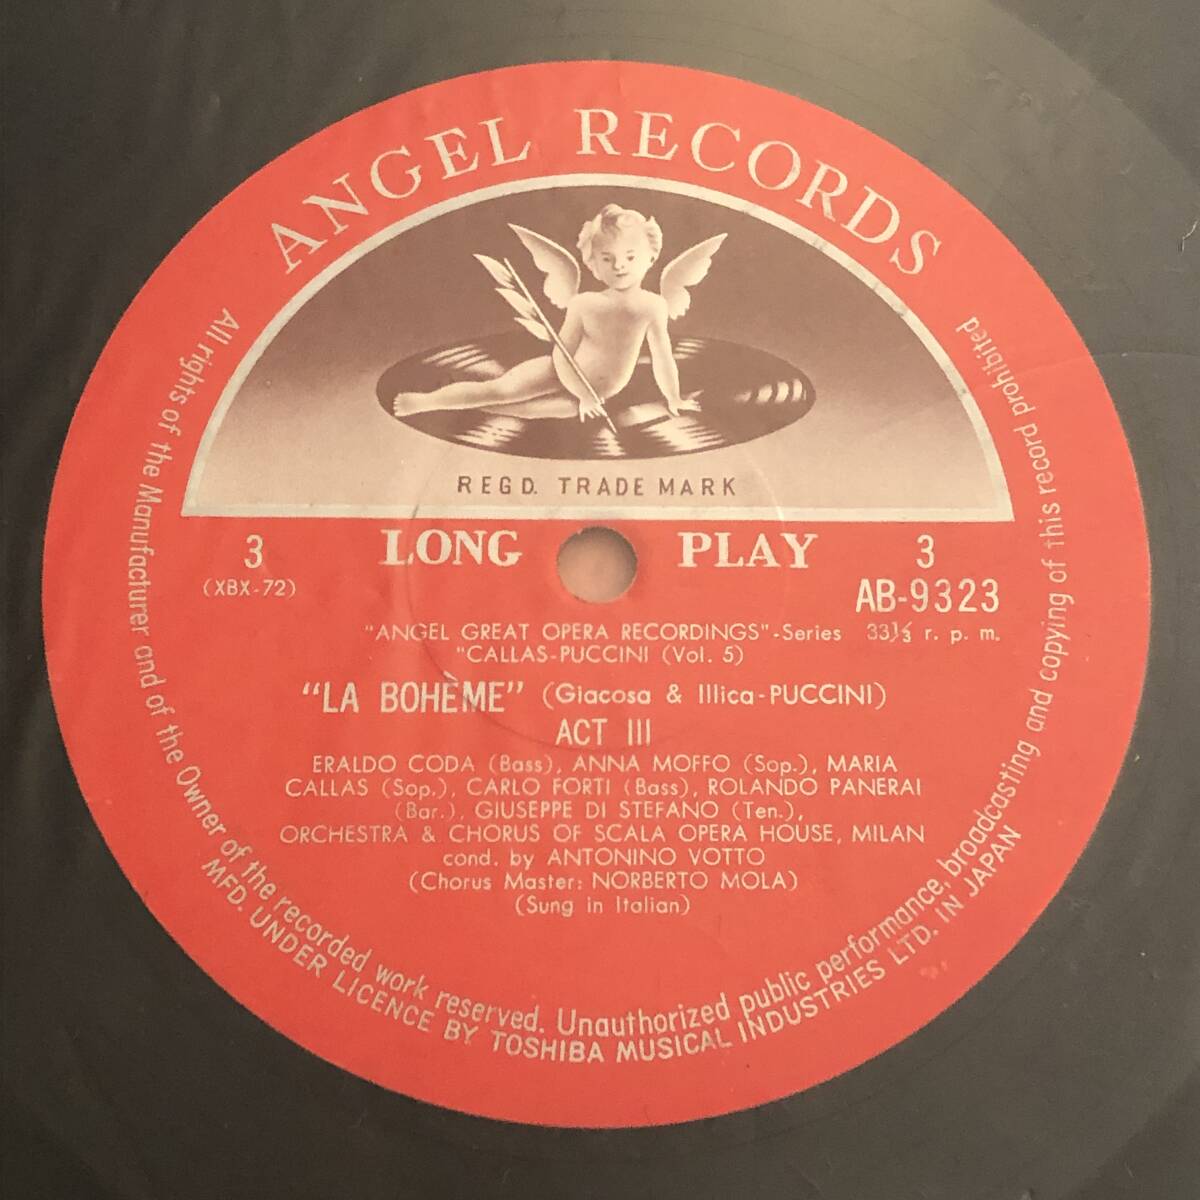 ANGEL RECORDS
REGD. TRADE MARK
3 LONG PLAY 3
(XBX-72) AB-9323
"ANGEL GREAT OPERA RECORDINGS"-Series 33⅓ r. p. m.
"CALLAS-PUCCINI (Vol. 5)
"LA BOHÈME" (Giacosa & Illica-PUCCINI)
ACT III
ERALDO CODA (Bass), ANNA MOFFO (Sop.), MARIA
CALLAS (Sop.), CARLO FORTI (Bass), ROLANDO PANERAI
(Bar.), GIUSEPPE DI STEFANO (Ten.),
ORCHESTRA & CHORUS OF SCALA OPERA HOUSE, MILAN
cond. by ANTONINO VOTTO
(Chorus Master: NORBERTO MOLA)
(Sung in Italian)
All rights of the Manufacturer and of the Owner of the recorded work reserved. Unauthorized public performance, broadcasting and copying of this record prohibited
MFD. UNDER LICENCE BY TOSHIBA MUSICAL INDUSTRIES LTD. IN JAPAN